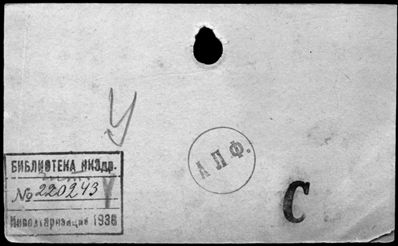 БИБЛИОТЕКА НКЗдр.
№ 220243
Инвентаризация 1938
А П Ф.
С